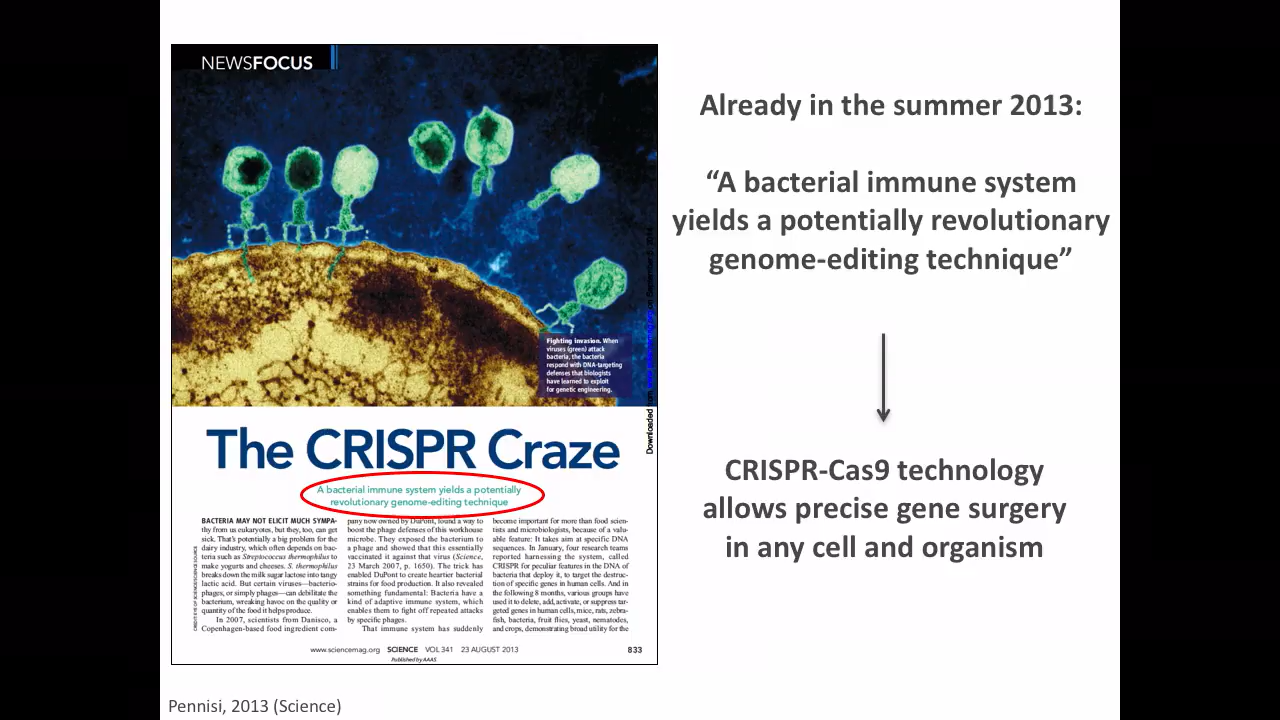 NEWSFOCUS
Fighting invasion. When
viruses (green) attack
bacteria, the bacteria
respond with DNA-targeting
defenses that biologists
have learned to exploit
for genetic engineering.
The CRISPR Craze
A bacterial immune system yields a potentially
revolutionary genome-editing technique
BACTERIA MAY NOT ELICIT MUCH SYMPA-
thy from us eukaryotes, but they, too, can get
sick. That's potentially a big problem for the
dairy industry, which often depends on bac-
teria such as Streptococcus thermophilus to
make yogurts and cheeses. S. thermophilus
breaks down the milk sugar lactose into tangy
lactic acid. But certain viruses—bacterio-
phages, or simply phages—can debilitate the
bacterium, wreaking havoc on the quality or
quantity of the food it helps produce.
In 2007, scientists from Danisco, a
Copenhagen-based food ingredient com-
pany now owned by DuPont, found a way to
boost the phage defenses of this workhouse
microbe. They exposed the bacterium to
a phage and showed that this essentially
vaccinated it against that virus (Science,
23 March 2007, p. 1650). The trick has
enabled DuPont to create heartier bacterial
strains for food production. It also revealed
something fundamental: Bacteria have a
kind of adaptive immune system, which
enables them to fight off repeated attacks
by specific phages.
That immune system has suddenly
become important for more than food scien-
tists and microbiologists, because of a valu-
able feature: It takes aim at specific DNA
sequences. In January, four research teams
reported harnessing the system, called
CRISPR for peculiar features in the DNA of
bacteria that deploy it, to target the destruc-
tion of specific genes in human cells. And in
the following 8 months, various groups have
used it to delete, add, activate, or suppress tar-
geted genes in human cells, mice, rats, zebra-
fish, bacteria, fruit flies, yeast, nematodes,
and crops, demonstrating broad utility for the
www.sciencemag.org SCIENCE VOL 341 23 AUGUST 2013 833
Published by AAAS
Downloaded from
Already in the summer 2013:
“A bacterial immune system
yields a potentially revolutionary
genome-editing technique”
CRISPR-Cas9 technology
allows precise gene surgery
in any cell and organism
Pennisi, 2013 (Science)